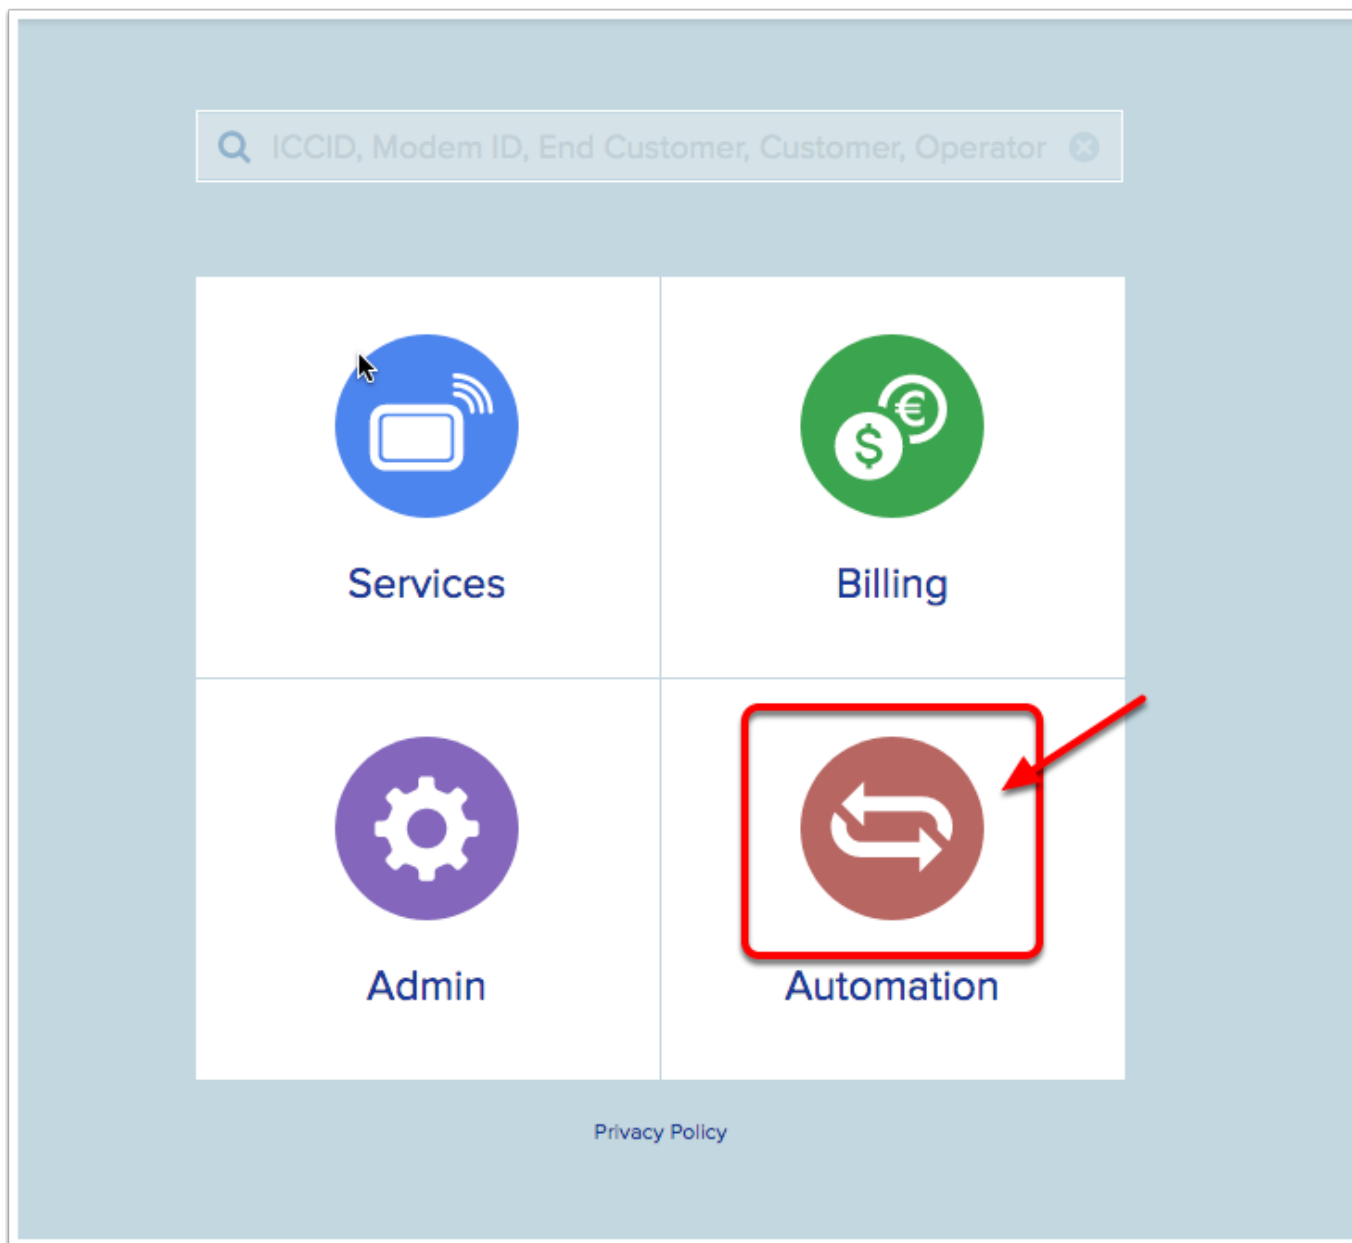 ICCID, Modem ID, End Customer, Customer, Operator
Services
Billing
Admin
Automation
Privacy Policy